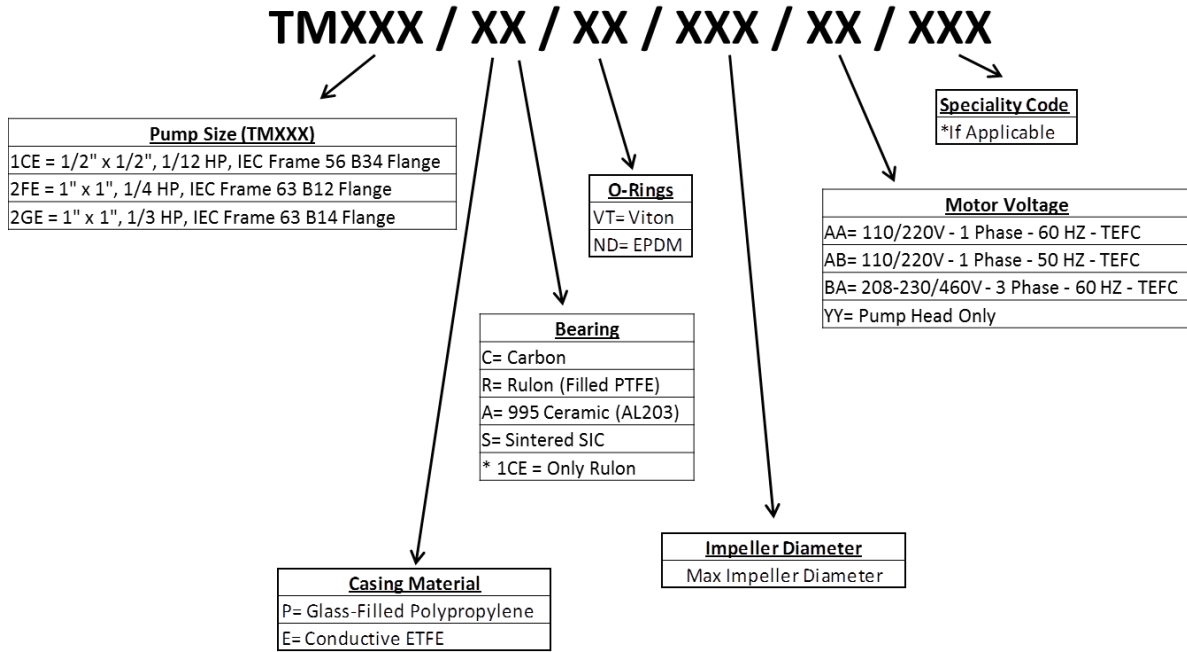 TMXXX / XX / XX / XXX / XX / XXX
Pump Size (TMXXX)
1CE = 1/2" x 1/2", 1/12 HP, IEC Frame 56 B34 Flange
2FE = 1" x 1", 1/4 HP, IEC Frame 63 B12 Flange
2GE = 1" x 1", 1/3 HP, IEC Frame 63 B14 Flange
Speciality Code
*If Applicable
O-Rings
VT= Viton
ND= EPDM
Motor Voltage
AA= 110/220V - 1 Phase - 60 HZ - TEFC
AB= 110/220V - 1 Phase - 50 HZ - TEFC
BA= 208-230/460V - 3 Phase - 60 HZ - TEFC
YY= Pump Head Only
Bearing
C= Carbon
R= Rulon (Filled PTFE)
A= 995 Ceramic (AL203)
S= Sintered SIC
* 1CE = Only Rulon
Impeller Diameter
Max Impeller Diameter
Casing Material
P= Glass-Filled Polypropylene
E= Conductive ETFE